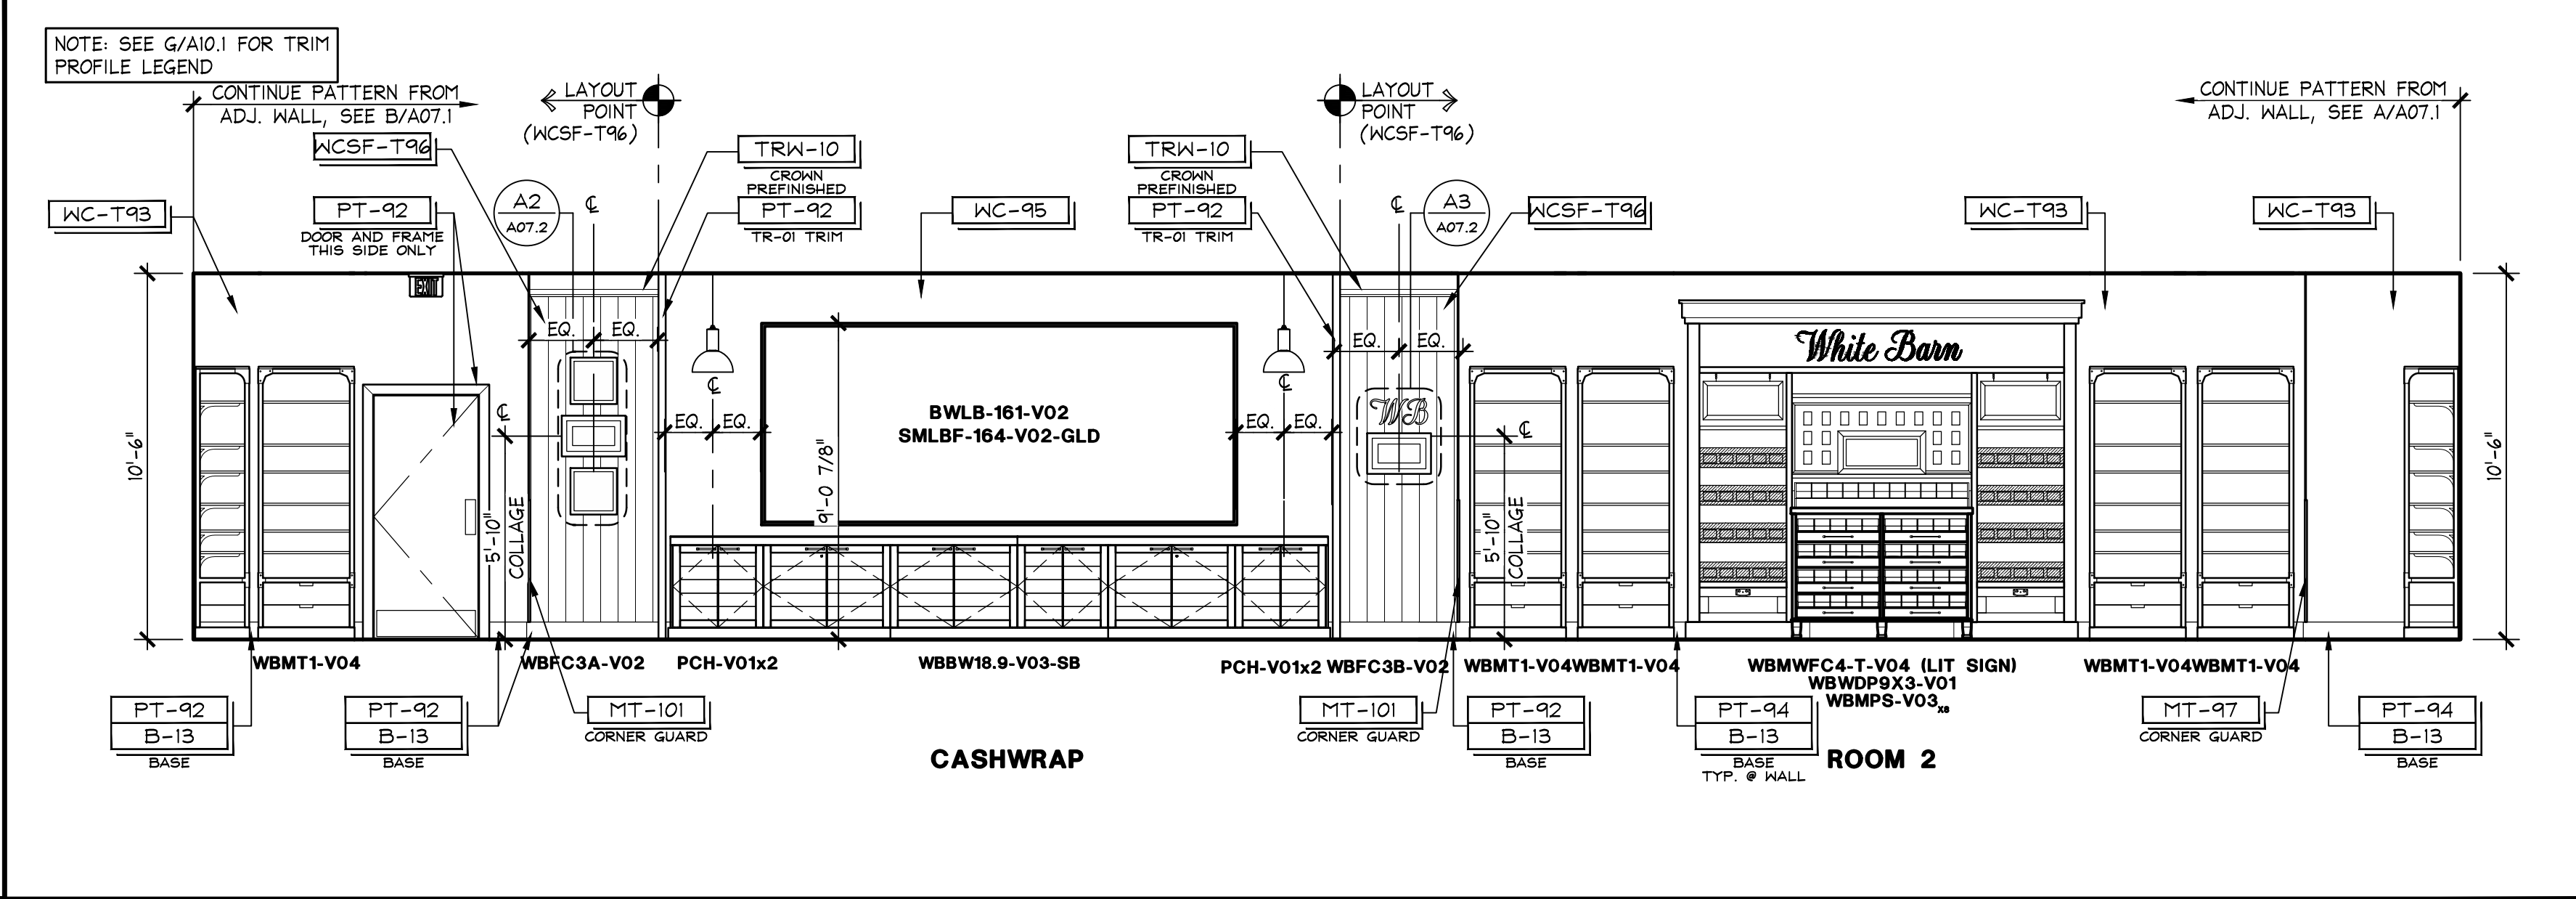 NOTE: SEE G/A10.1 FOR TRIM
PROFILE LEGEND
CONTINUE PATTERN FROM
ADJ. WALL, SEE B/A07.1
LAYOUT
POINT
(WCSF-T96)
LAYOUT
POINT
(WCSF-T96)
CONTINUE PATTERN FROM
ADJ. WALL, SEE A/A07.1
WCSF-T96
TRW-10
CROWN
PREFINISHED
TRW-10
CROWN
PREFINISHED
WC-T93
PT-92
DOOR AND FRAME
THIS SIDE ONLY
A2
A07.2
℄
PT-92
TR-01 TRIM
WC-95
PT-92
TR-01 TRIM
℄
A3
A07.2
WCSF-T96
WC-T93
WC-T93
EXIT
EQ.
EQ.
EQ.
EQ.
White Barn
℄
℄
℄
WB
℄
EQ.
EQ.
EQ.
EQ.
BWLB-161-V02
SMLBF-164-V02-GLD
10'-6"
5'-10"
COLLAGE
9'-0 7/8"
5'-10"
COLLAGE
10'-6"
WBMT1-V04
WBFC3A-V02
PCH-V01x2
WBBW18.9-V03-SB
PCH-V01x2
WBFC3B-V02
WBMT1-V04
WBMT1-V04
WBMWFC4-T-V04 (LIT SIGN)
WBWDP9X3-V01
WBMPS-V03x8
WBMT1-V04
WBMT1-V04
PT-92
B-13
BASE
PT-92
B-13
BASE
MT-101
CORNER GUARD
MT-101
CORNER GUARD
PT-92
B-13
BASE
PT-94
B-13
BASE
TYP. @ WALL
MT-97
CORNER GUARD
PT-94
B-13
BASE
CASHWRAP
ROOM 2